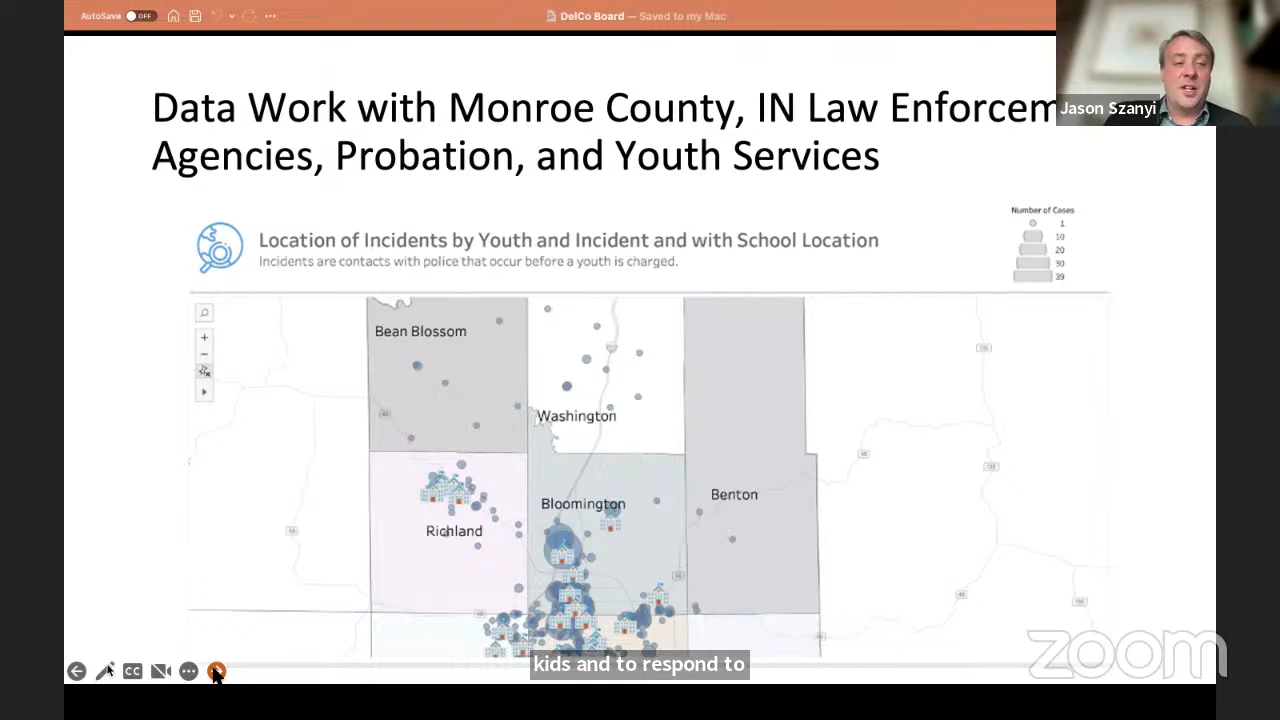 AutoSave OFF
DelCo Board — Saved to my Mac
Jason Szanyi
Data Work with Monroe County, IN Law Enforcem
Agencies, Probation, and Youth Services
Location of Incidents by Youth and Incident and with School Location
Incidents are contacts with police that occur before a youth is charged.
Number of Cases
1
10
20
30
39
Bean Blossom
Washington
Bloomington
Benton
Richland
kids and to respond to
CC
zoom